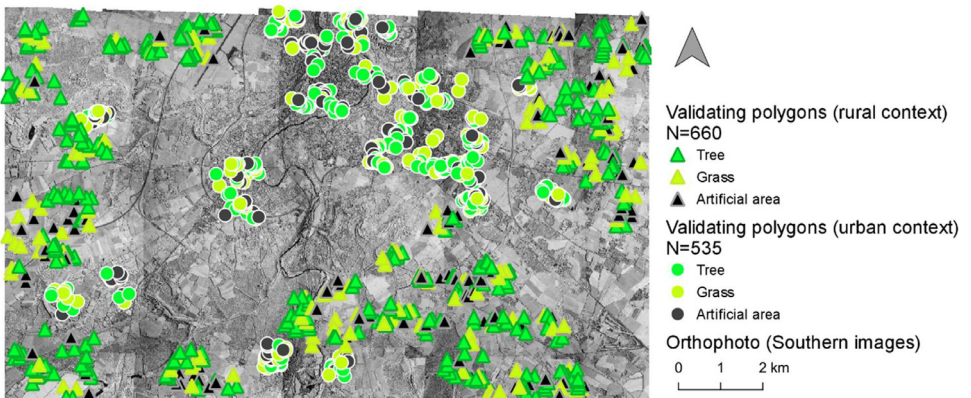 Validating polygons (rural context)
N=660
Tree
Grass
Artificial area
Validating polygons (urban context)
N=535
Tree
Grass
Artificial area
Orthophoto (Southern images)
0 1 2 km